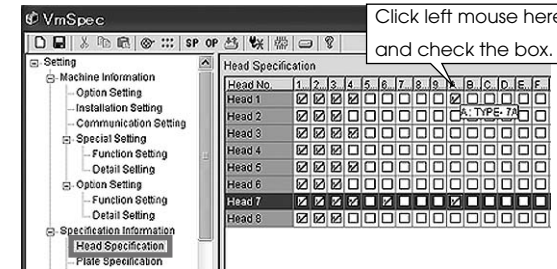 VmSpec
Click left mouse here
and check the box.
SP OP
Setting
Machine Information
Option Setting
Installation Setting
Communication Setting
Special Setting
Function Setting
Detail Setting
Option Setting
Function Setting
Detail Setting
Specification Information
Head Specification
Plate Specification
Head Specification
Head No. 1... 2... 3... 4... 5... 6... 7... 8... 9... A... B... C... D... E... F...
Head 1
A: TYPE- 7A
Head 2
Head 3
Head 4
Head 5
Head 6
Head 7
Head 8